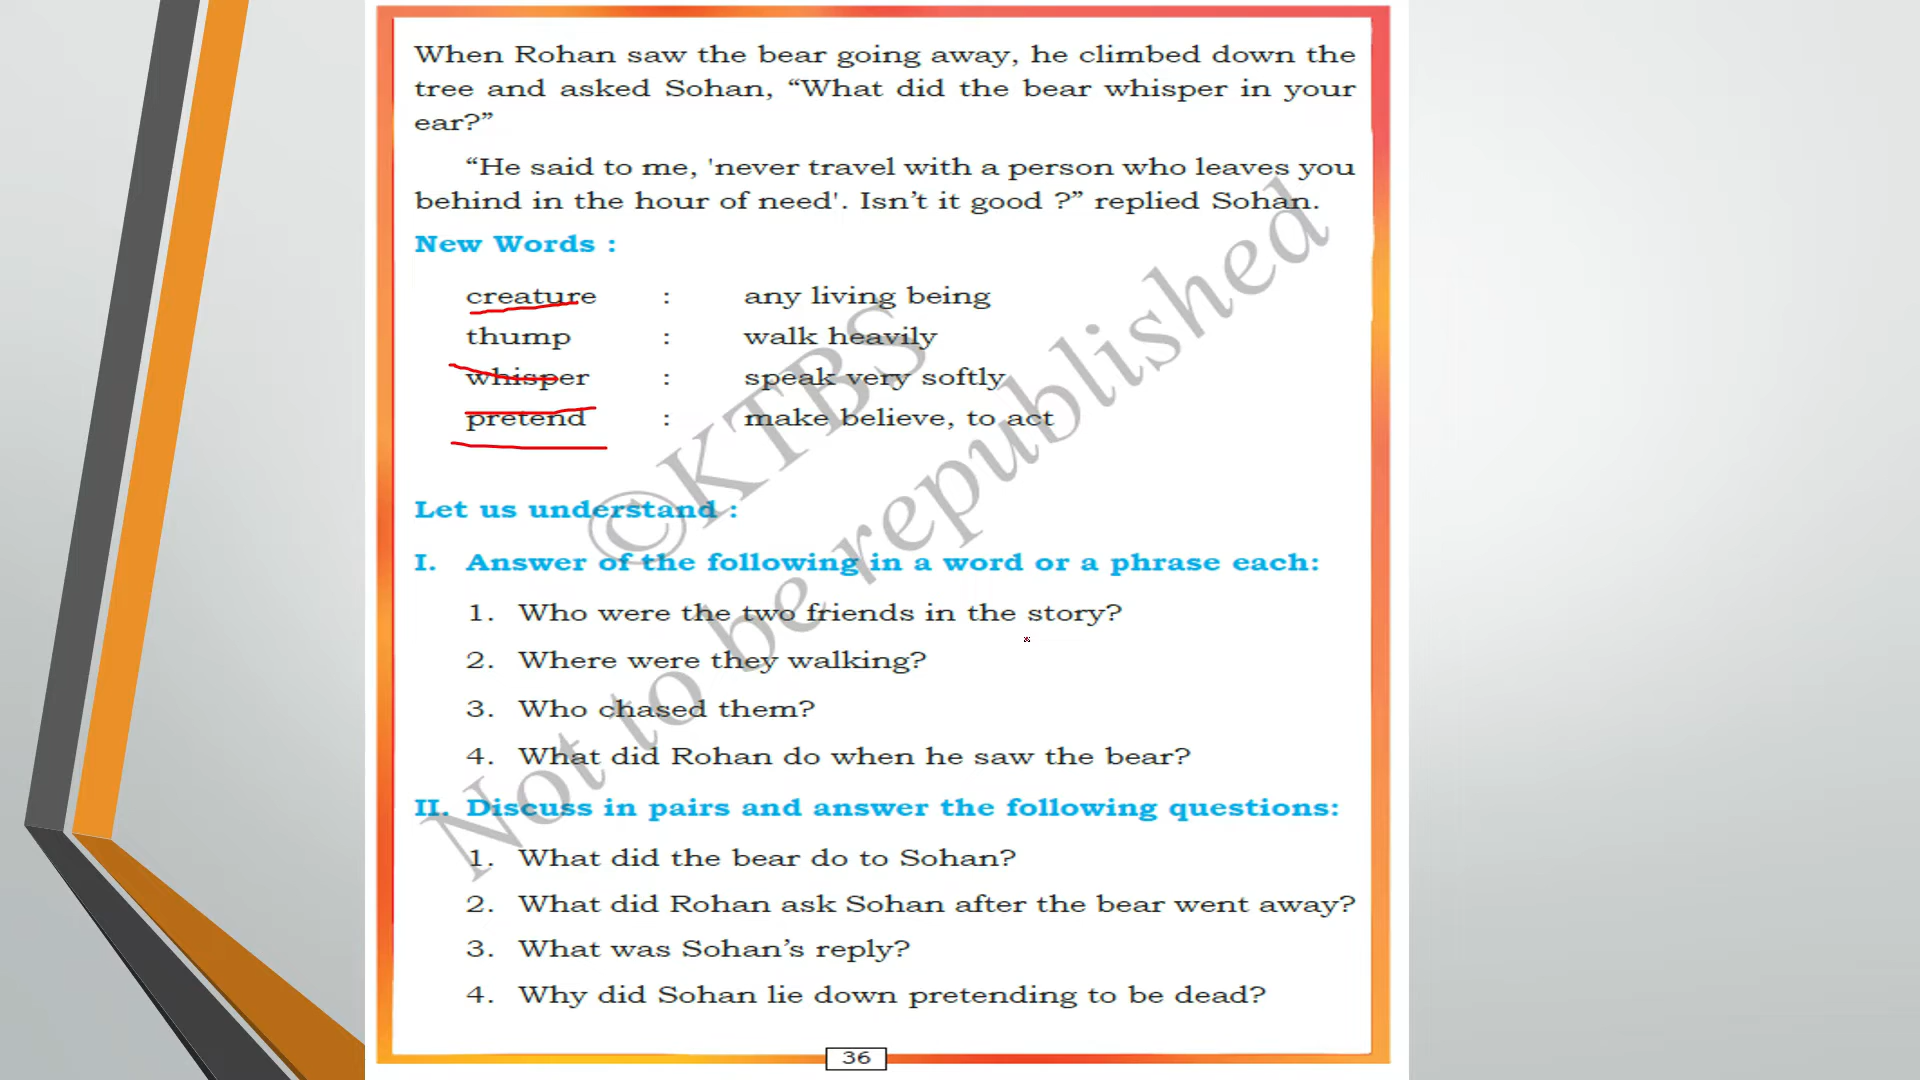 When Rohan saw the bear going away, he climbed down the
tree and asked Sohan, “What did the bear whisper in your
ear?”
“He said to me, 'never travel with a person who leaves you
behind in the hour of need'. Isn’t it good ?” replied Sohan.
New Words :
creature : any living being
thump : walk heavily
whisper : speak very softly
pretend : make believe, to act
Let us understand :
I. Answer of the following in a word or a phrase each:
1. Who were the two friends in the story?
2. Where were they walking?
3. Who chased them?
4. What did Rohan do when he saw the bear?
II. Discuss in pairs and answer the following questions:
1. What did the bear do to Sohan?
2. What did Rohan ask Sohan after the bear went away?
3. What was Sohan’s reply?
4. Why did Sohan lie down pretending to be dead?
36
©KTBS
Not to be republished